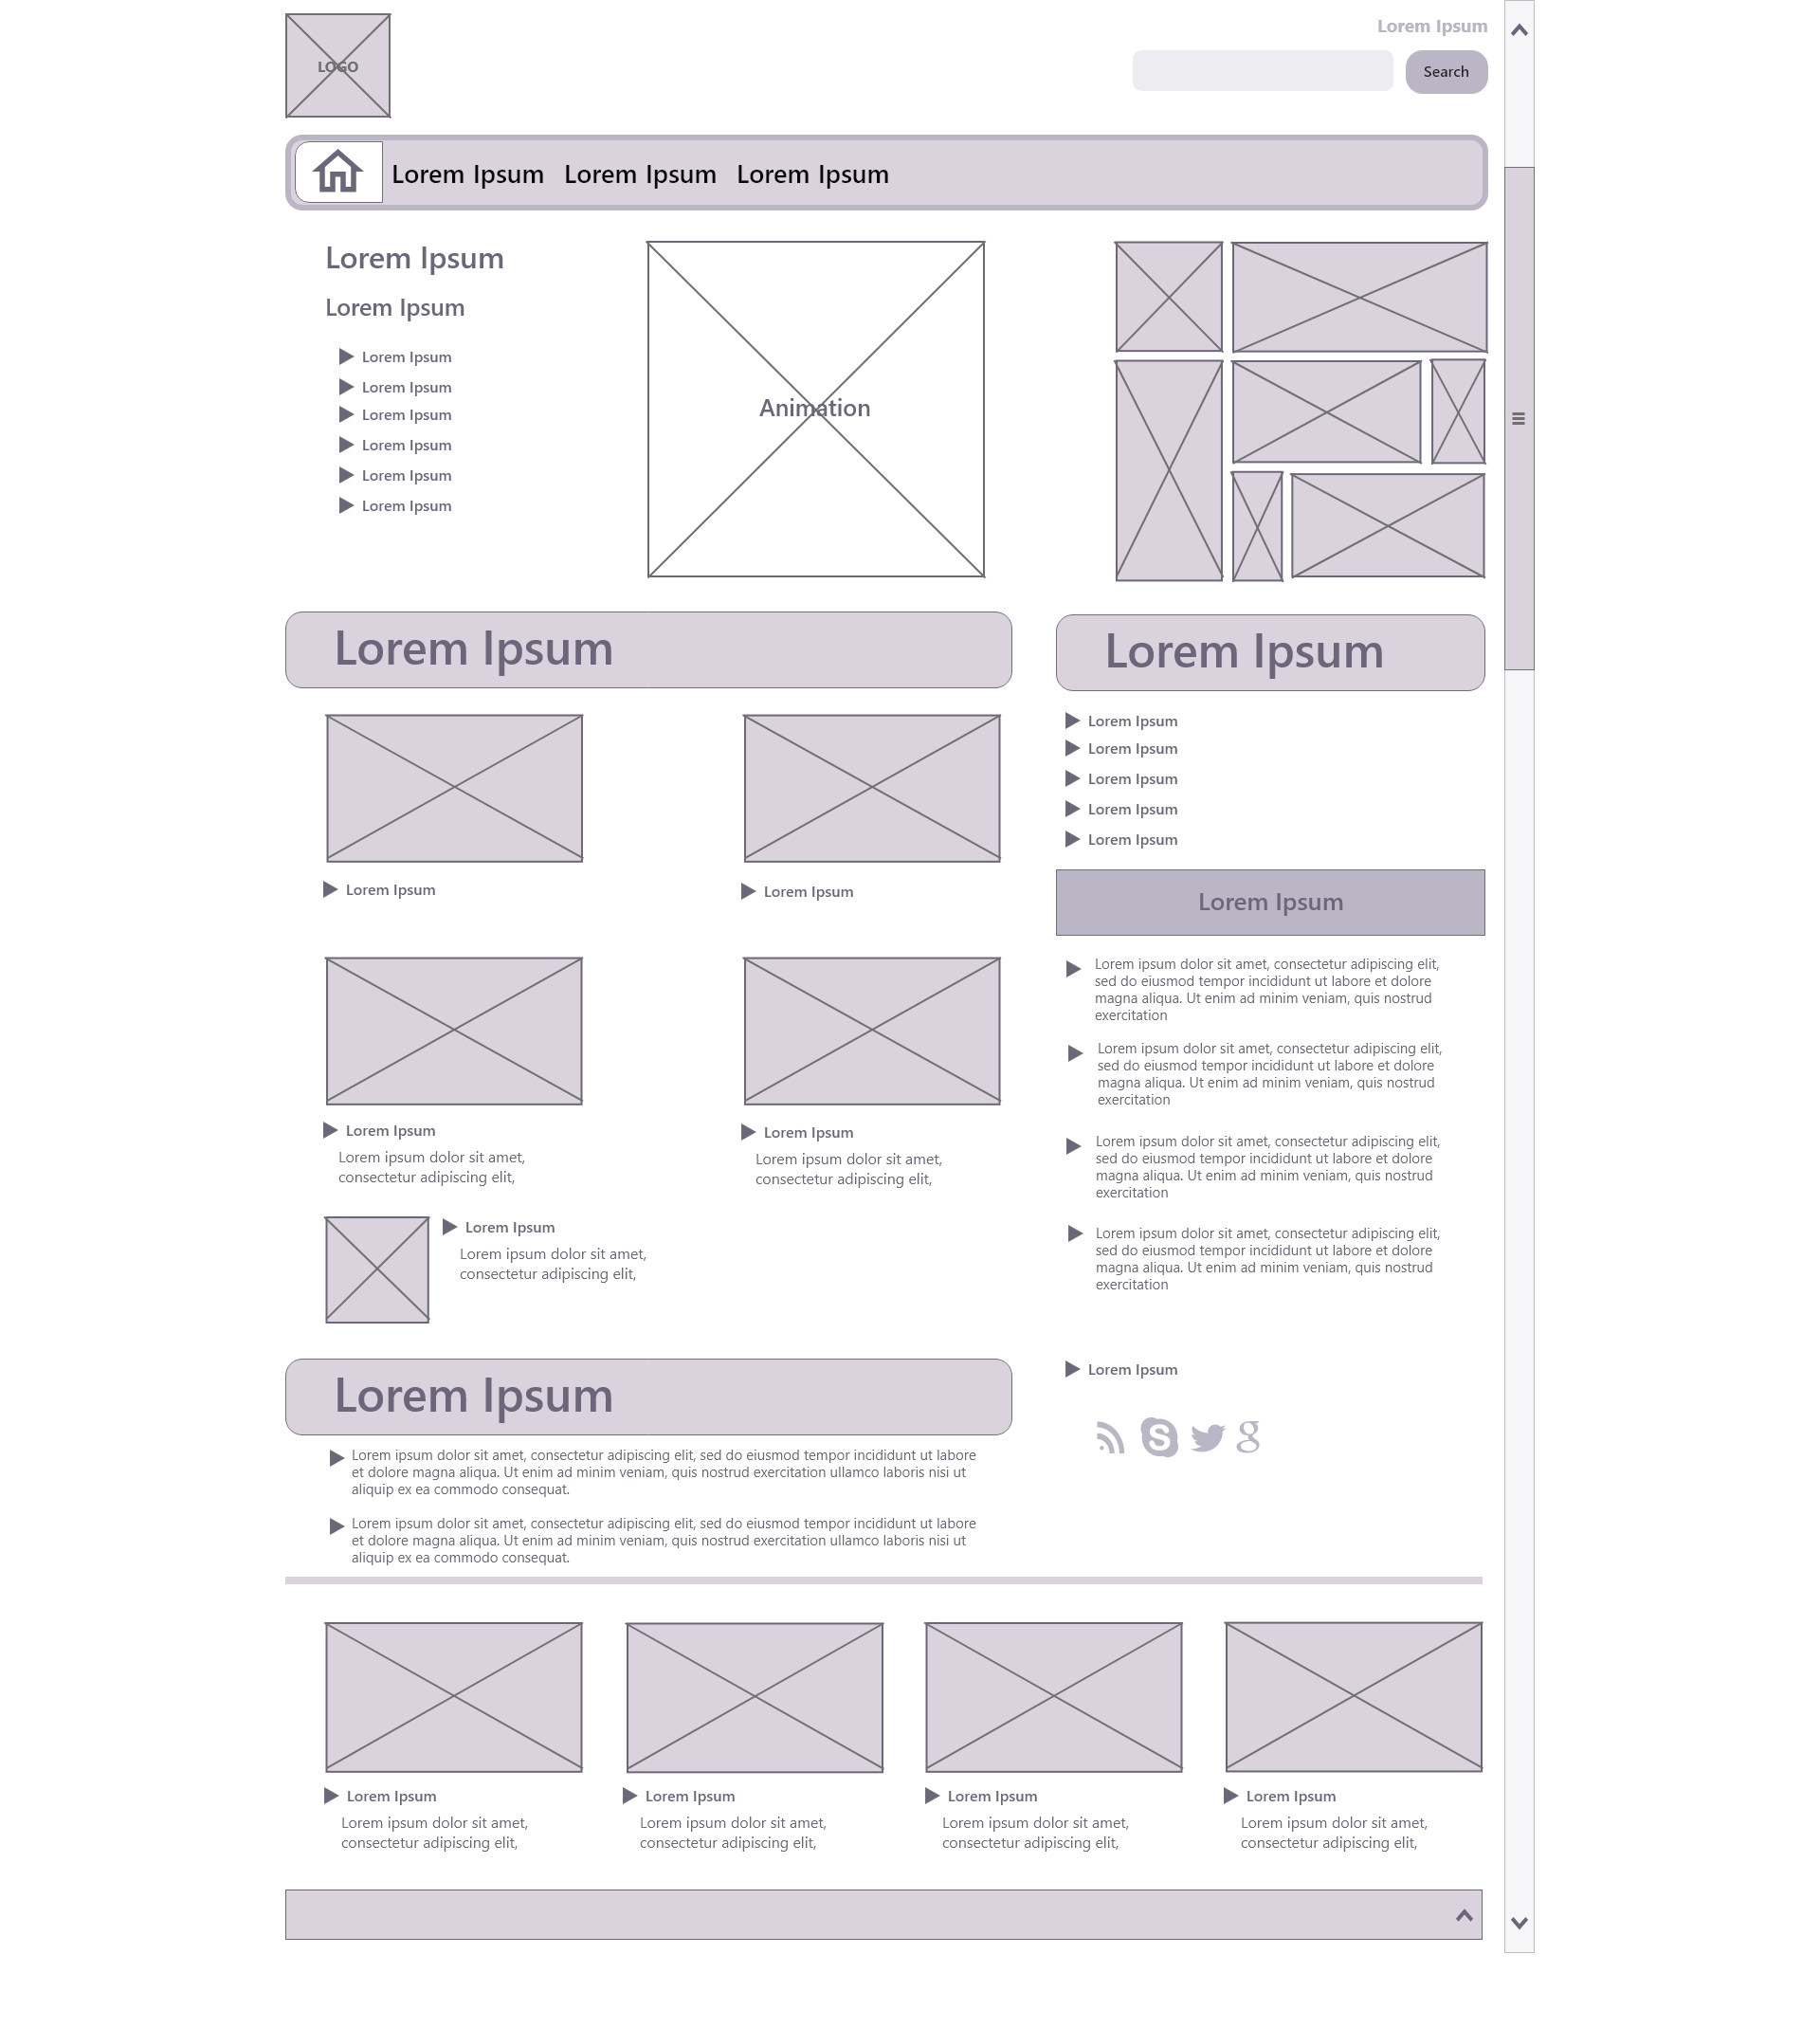 LOGO
Lorem Ipsum
Search
Lorem Ipsum Lorem Ipsum Lorem Ipsum
Lorem Ipsum
Lorem Ipsum
Lorem Ipsum
Lorem Ipsum
Lorem Ipsum
Lorem Ipsum
Lorem Ipsum
Lorem Ipsum
Animation
Lorem Ipsum
Lorem Ipsum
Lorem Ipsum
Lorem Ipsum
Lorem ipsum dolor sit amet,
consectetur adipiscing elit,
Lorem Ipsum
Lorem ipsum dolor sit amet,
consectetur adipiscing elit,
Lorem Ipsum
Lorem ipsum dolor sit amet,
consectetur adipiscing elit,
Lorem Ipsum
Lorem ipsum dolor sit amet, consectetur adipiscing elit, sed do eiusmod tempor incididunt ut labore
et dolore magna aliqua. Ut enim ad minim veniam, quis nostrud exercitation ullamco laboris nisi ut
aliquip ex ea commodo consequat.
Lorem ipsum dolor sit amet, consectetur adipiscing elit, sed do eiusmod tempor incididunt ut labore
et dolore magna aliqua. Ut enim ad minim veniam, quis nostrud exercitation ullamco laboris nisi ut
aliquip ex ea commodo consequat.
Lorem Ipsum
Lorem Ipsum
Lorem Ipsum
Lorem Ipsum
Lorem Ipsum
Lorem Ipsum
Lorem Ipsum
Lorem ipsum dolor sit amet, consectetur adipiscing elit,
sed do eiusmod tempor incididunt ut labore et dolore
magna aliqua. Ut enim ad minim veniam, quis nostrud
exercitation
Lorem ipsum dolor sit amet, consectetur adipiscing elit,
sed do eiusmod tempor incididunt ut labore et dolore
magna aliqua. Ut enim ad minim veniam, quis nostrud
exercitation
Lorem ipsum dolor sit amet, consectetur adipiscing elit,
sed do eiusmod tempor incididunt ut labore et dolore
magna aliqua. Ut enim ad minim veniam, quis nostrud
exercitation
Lorem ipsum dolor sit amet, consectetur adipiscing elit,
sed do eiusmod tempor incididunt ut labore et dolore
magna aliqua. Ut enim ad minim veniam, quis nostrud
exercitation
Lorem Ipsum
Lorem Ipsum
Lorem ipsum dolor sit amet,
consectetur adipiscing elit,
Lorem Ipsum
Lorem ipsum dolor sit amet,
consectetur adipiscing elit,
Lorem Ipsum
Lorem ipsum dolor sit amet,
consectetur adipiscing elit,
Lorem Ipsum
Lorem ipsum dolor sit amet,
consectetur adipiscing elit,